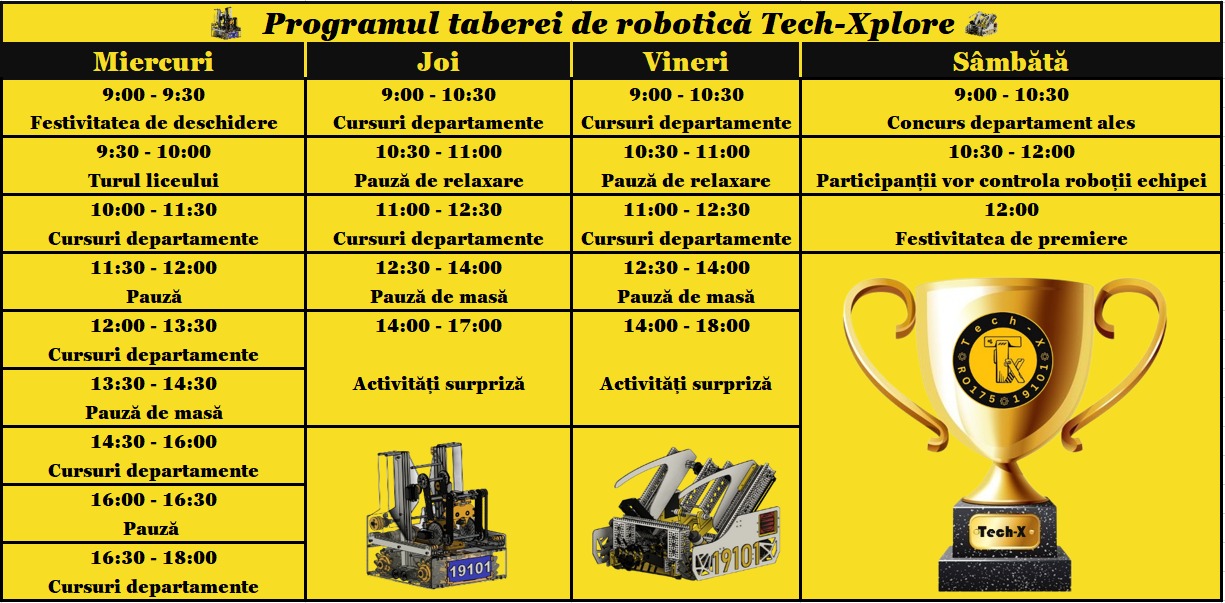 Programul taberei de robotică Tech-Xplore
Miercuri
9:00 - 9:30
Festivitatea de deschidere
9:30 - 10:00
Turul liceului
10:00 - 11:30
Cursuri departamente
11:30 - 12:00
Pauză
12:00 - 13:30
Cursuri departamente
13:30 - 14:30
Pauză de masă
14:30 - 16:00
Cursuri departamente
16:00 - 16:30
Pauză
16:30 - 18:00
Cursuri departamente
Joi
9:00 - 10:30
Cursuri departamente
10:30 - 11:00
Pauză de relaxare
11:00 - 12:30
Cursuri departamente
12:30 - 14:00
Pauză de masă
14:00 - 17:00
Activități surpriză
19101
Vineri
9:00 - 10:30
Cursuri departamente
10:30 - 11:00
Pauză de relaxare
11:00 - 12:30
Cursuri departamente
12:30 - 14:00
Pauză de masă
14:00 - 18:00
Activități surpriză
19101
Sâmbătă
9:00 - 10:30
Concurs departament ales
10:30 - 12:00
Participanții vor controla roboții echipei
12:00
Festivitatea de premiere
Tech-X
Tx
RO175 19101
Tech-X